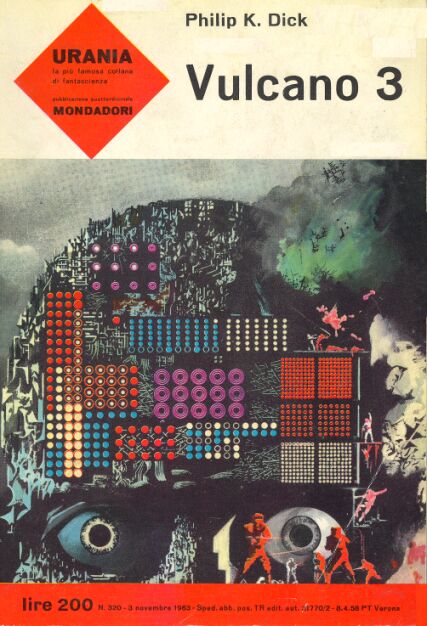 Philip K. Dick
Vulcano 3
URANIA
la più famosa collana
di fantascienza
pubblicazione quattordicinale
MONDADORI
lire 200 N. 320 - 3 novembre 1963 - Sped. abb. pos. TR edit. aut. 31770/2 - 8.4.58 PT Verona